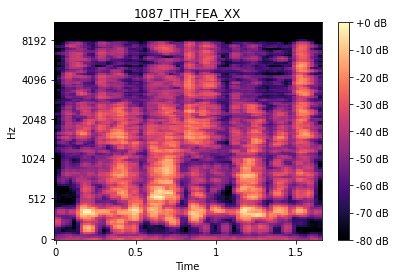 1087_ITH_FEA_XX
Hz
8192
4096
2048
1024
512
0
0
0.5
1
1.5
Time
+0 dB
-10 dB
-20 dB
-30 dB
-40 dB
-50 dB
-60 dB
-70 dB
-80 dB